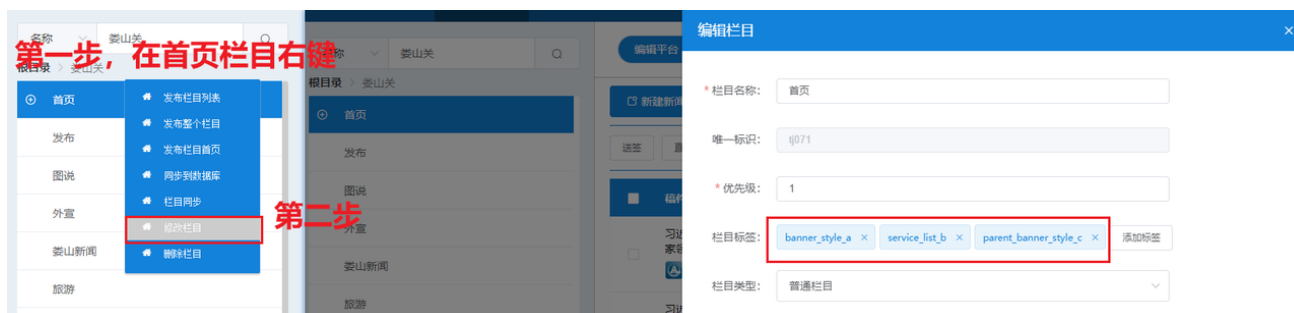 名称 娄山关
第一步，在首页栏目右键
根目录 > 娄山关
首页
发布
图说
外宣
娄山新闻
旅游
发布栏目列表
发布整个栏目
发布栏目首页
同步到数据库
栏目同步
修改栏目
删除栏目
第二步
娄山关
根目录 > 娄山关
首页
发布
图说
外宣
娄山新闻
旅游
编辑平台
新建新闻
送签
稿件
习近
编辑栏目 ×
* 栏目名称: 首页
唯一标识: tj071
* 优先级: 1
栏目标签: banner_style_a × service_list_b × parent_banner_style_c × 添加标签
栏目类型: 普通栏目